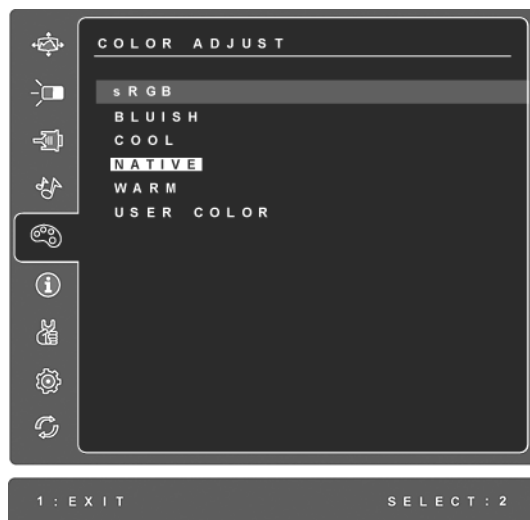 COLOR ADJUST
sRGB
BLUISH
COOL
NATIVE
WARM
USER COLOR
1:EXIT SELECT:2